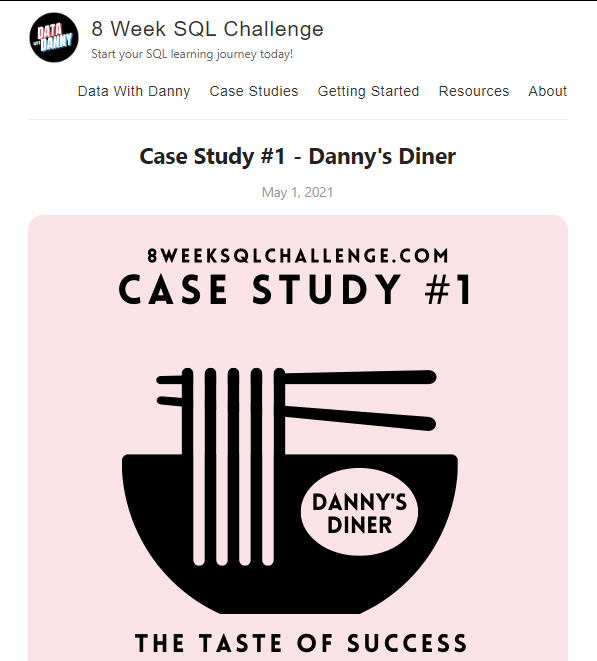 DATA
WITH
DANNY
8 Week SQL Challenge
Start your SQL learning journey today!
Data With Danny Case Studies Getting Started Resources About
Case Study #1 - Danny's Diner
May 1, 2021
8WEEKSQLCHALLENGE.COM
CASE STUDY #1
DANNY'S
DINER
THE TASTE OF SUCCESS